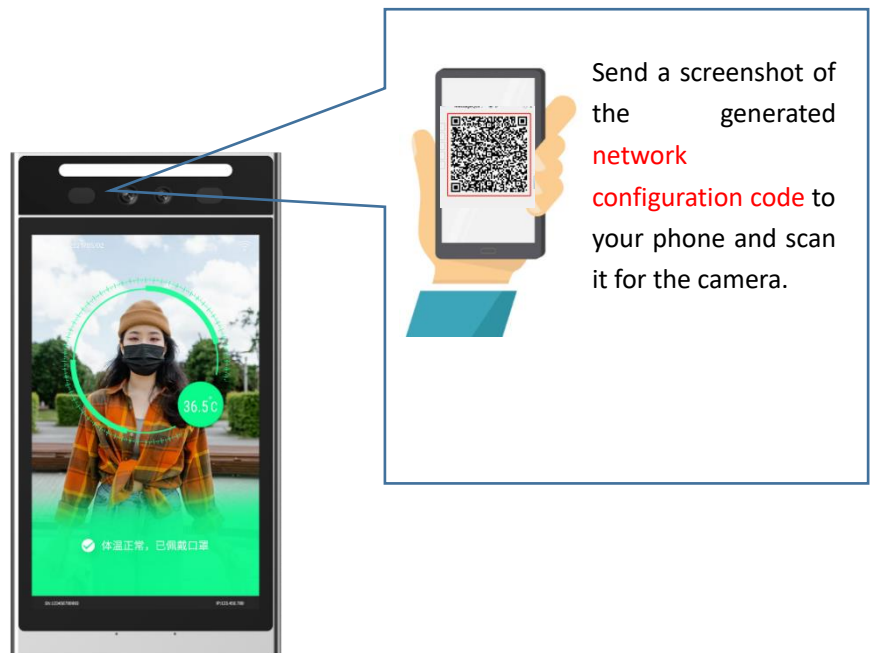 Send a screenshot of
the generated
network
configuration code to
your phone and scan
it for the camera.
36.5°C
体温正常，已佩戴口罩